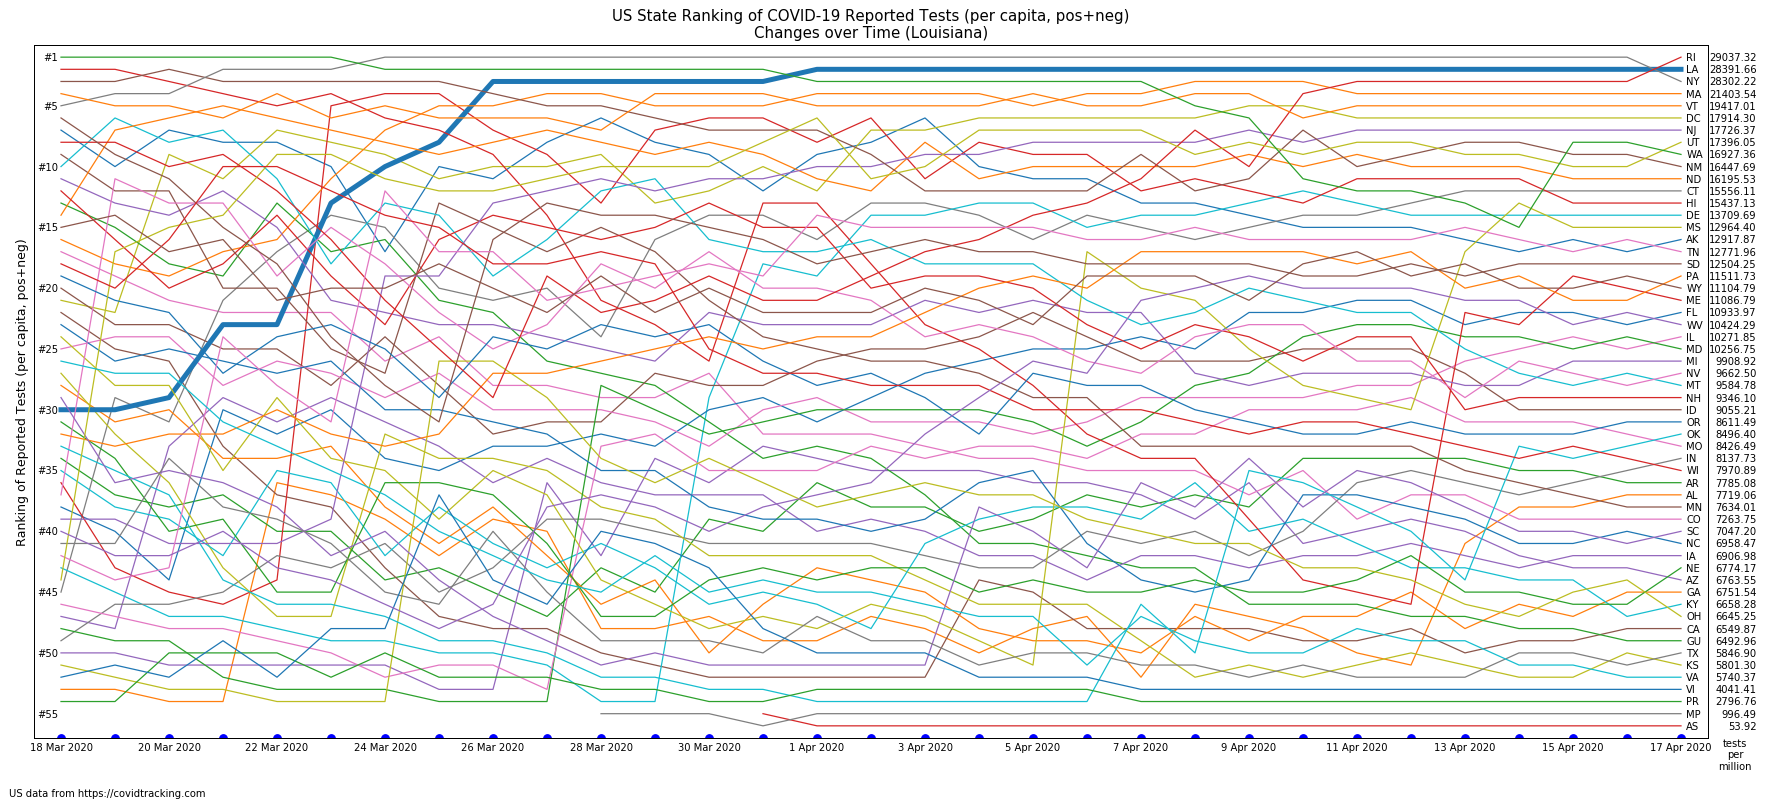 US State Ranking of COVID-19 Reported Tests (per capita, pos+neg)
Changes over Time (Louisiana)
Ranking of Reported Tests (per capita, pos+neg)
#1
#5
#10
#15
#20
#25
#30
#35
#40
#45
#50
#55
RI 29037.32
LA 28391.66
NY 28302.22
MA 21403.54
VT 19417.01
DC 17914.30
NJ 17726.37
UT 17396.05
WA 16927.36
NM 16447.69
ND 16195.53
CT 15556.11
HI 15437.13
DE 13709.69
MS 12964.40
AK 12917.87
TN 12771.96
SD 12504.25
PA 11511.73
WY 11104.79
ME 11086.79
FL 10933.97
WV 10424.29
IL 10271.85
MD 10256.75
MI 9908.92
NV 9662.50
MT 9584.78
NH 9346.10
ID 9055.21
OR 8611.49
OK 8496.40
MO 8426.49
IN 8137.73
WI 7970.89
AR 7785.08
AL 7719.06
MN 7634.01
CO 7263.75
SC 7047.20
NC 6958.47
IA 6906.98
NE 6774.17
AZ 6763.55
GA 6751.54
KY 6658.28
OH 6645.25
CA 6549.87
GU 6492.96
TX 5846.90
KS 5801.30
VA 5740.37
VI 4041.41
PR 2796.76
MP 996.49
AS 53.92
18 Mar 2020 20 Mar 2020 22 Mar 2020 24 Mar 2020 26 Mar 2020 28 Mar 2020 30 Mar 2020 1 Apr 2020 3 Apr 2020 5 Apr 2020 7 Apr 2020 9 Apr 2020 11 Apr 2020 13 Apr 2020 15 Apr 2020 17 Apr 2020
tests
per
million
US data from https://covidtracking.com